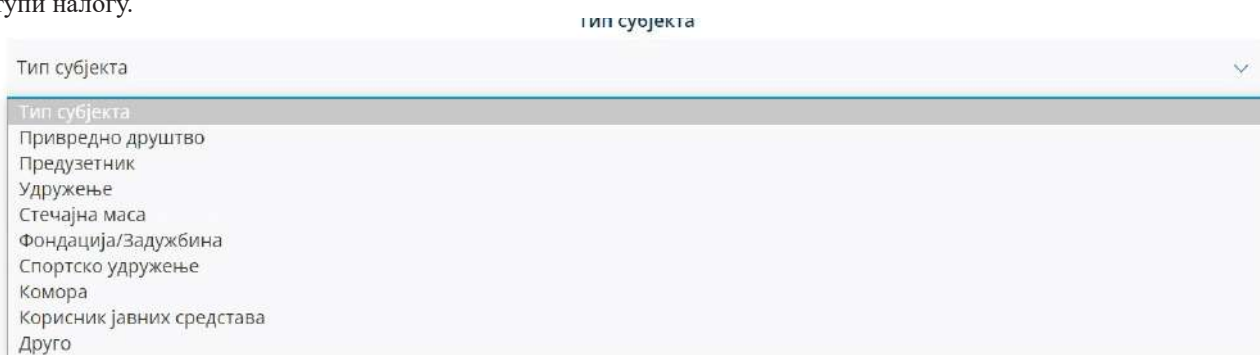 налогу.
Тип субјекта
Тип субјекта
Тип субјекта
Привредно друштво
Предузетник
Удружење
Стечајна маса
Фондација/Задужбина
Спортско удружење
Комора
Корисник јавних средстава
Друго